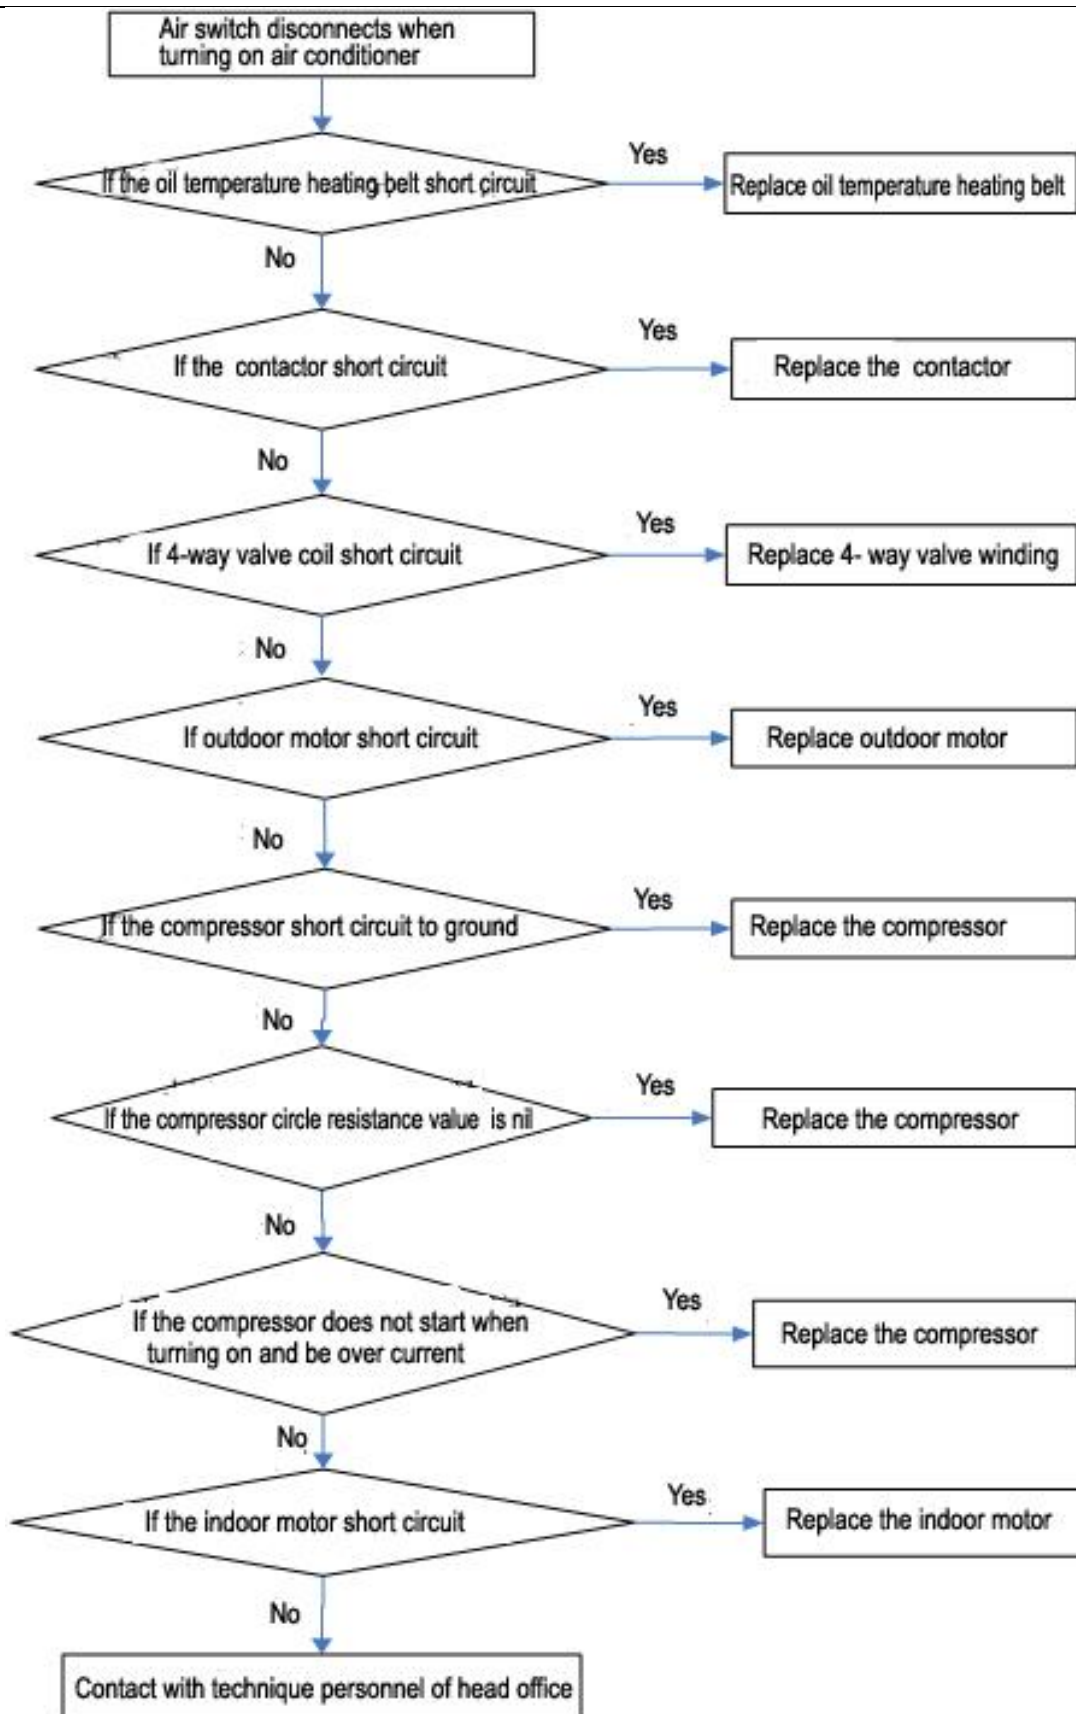 Air switch disconnects when
turning on air conditioner
If the oil temperature heating belt short circuit
Yes
Replace oil temperature heating belt
No
If the contactor short circuit
Yes
Replace the contactor
No
If 4-way valve coil short circuit
Yes
Replace 4- way valve winding
No
If outdoor motor short circuit
Yes
Replace outdoor motor
No
If the compressor short circuit to ground
Yes
Replace the compressor
No
If the compressor circle resistance value is nil
Yes
Replace the compressor
No
If the compressor does not start when
turning on and be over current
Yes
Replace the compressor
No
If the indoor motor short circuit
Yes
Replace the indoor motor
No
Contact with technique personnel of head office